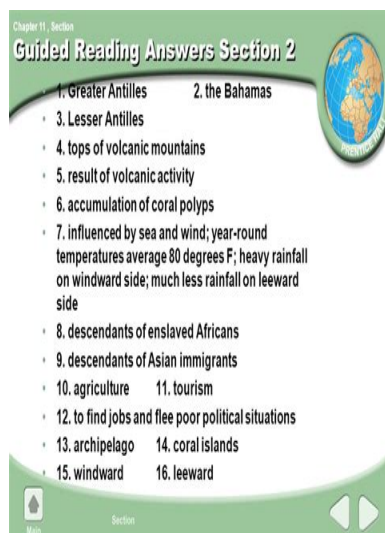 Chapter 11 , Section
Guided Reading Answers Section 2
1. Greater Antilles 2. the Bahamas
3. Lesser Antilles
4. tops of volcanic mountains
5. result of volcanic activity
6. accumulation of coral polyps
7. influenced by sea and wind; year-round
temperatures average 80 degrees F; heavy rainfall
on windward side; much less rainfall on leeward
side
8. descendants of enslaved Africans
9. descendants of Asian immigrants
10. agriculture 11. tourism
12. to find jobs and flee poor political situations
13. archipelago 14. coral islands
15. windward 16. leeward
Section
Main